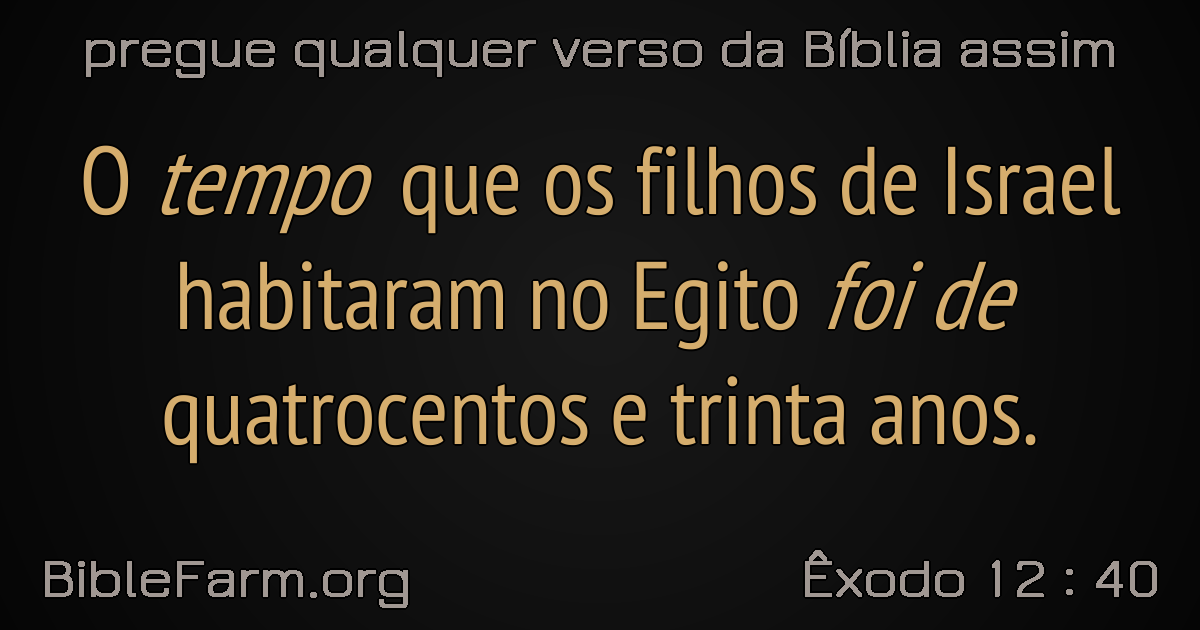 pregue qualquer verso da Bíblia assim
O tempo que os filhos de Israel
habitaram no Egito foi de
quatrocentos e trinta anos.
BibleFarm.org
Êxodo 12 : 40